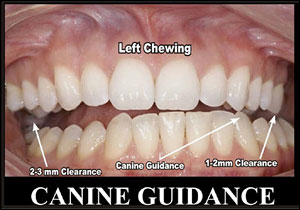 Left Chewing
2-3 mm Clearance
Canine Guidance
1-2mm Clearance
CANINE GUIDANCE